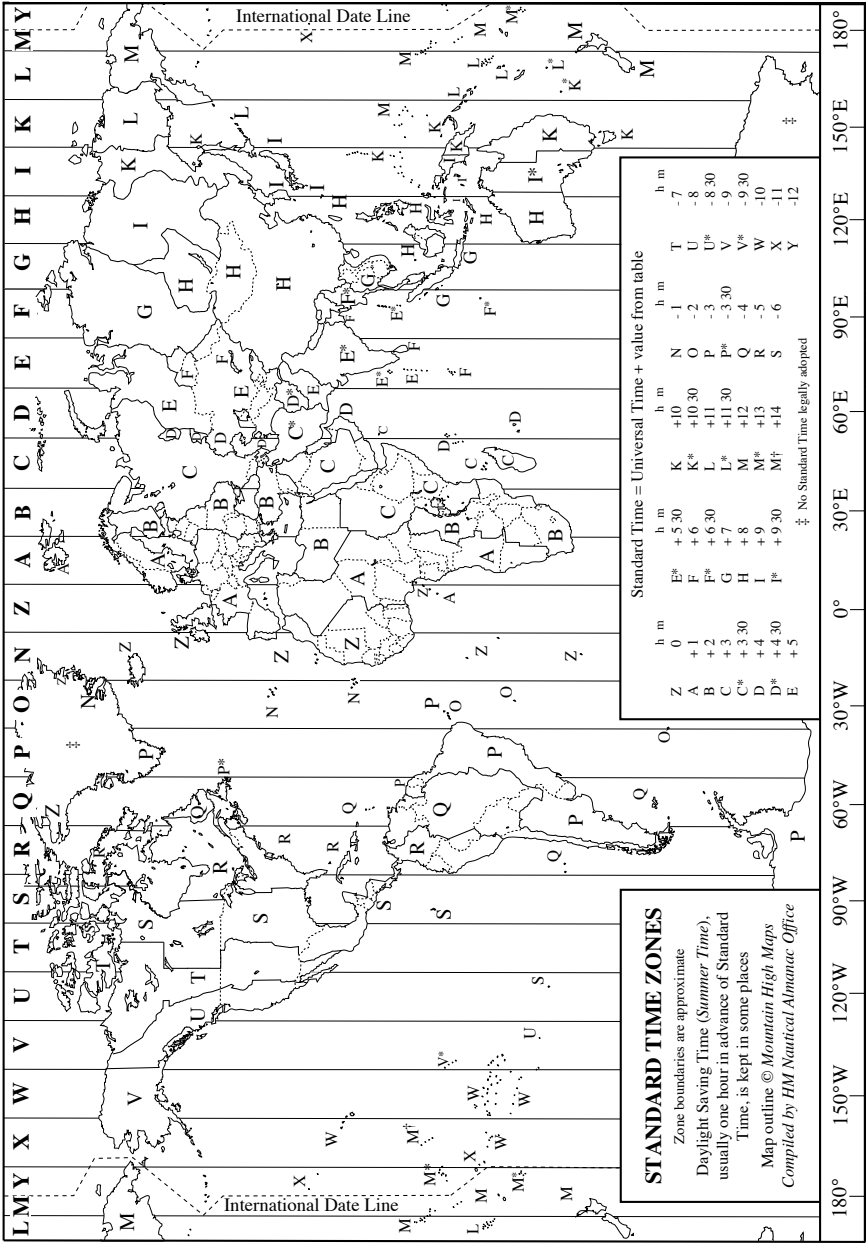 L M Y X W V U T S R Q P O N Z A B C D E F G H I K L M Y
International Date Line
International Date Line
M V U T T S S R Q Z P ‡ N Z Z Z A A B C E G I K L M
U T S R Q P* R R Q N N Z Z A B B C D D E F F H H H I I K L
W X S P P O O Z A A B C C C* D* D E E* F F* G H H I K M
M† M* V* W W X U S S R Q P Z Z A B B C C D D E F F* G H I* K L M
Q P Q O P ‡
STANDARD TIME ZONES
Zone boundaries are approximate
Daylight Saving Time (Summer Time),
usually one hour in advance of Standard
Time, is kept in some places
Map outline © Mountain High Maps
Compiled by HM Nautical Almanac Office
Standard Time = Universal Time + value from table
h m h m h m h m h m
Z 0 E* + 5 30 K +10 N - 1 T - 7
A + 1 F + 6 K* +10 30 O - 2 U - 8
B + 2 F* + 6 30 L +11 P - 3 U* - 8 30
C + 3 G + 7 L* +11 30 P* - 3 30 V - 9
C* + 3 30 H + 8 M +12 Q - 4 V* - 9 30
D + 4 I + 9 M* +13 R - 5 W -10
D* + 4 30 I* + 9 30 M† +14 S - 6 X -11
E + 5 Y -12
‡ No Standard Time legally adopted
180° 150°W 120°W 90°W 60°W 30°W 0° 30°E 60°E 90°E 120°E 150°E 180°